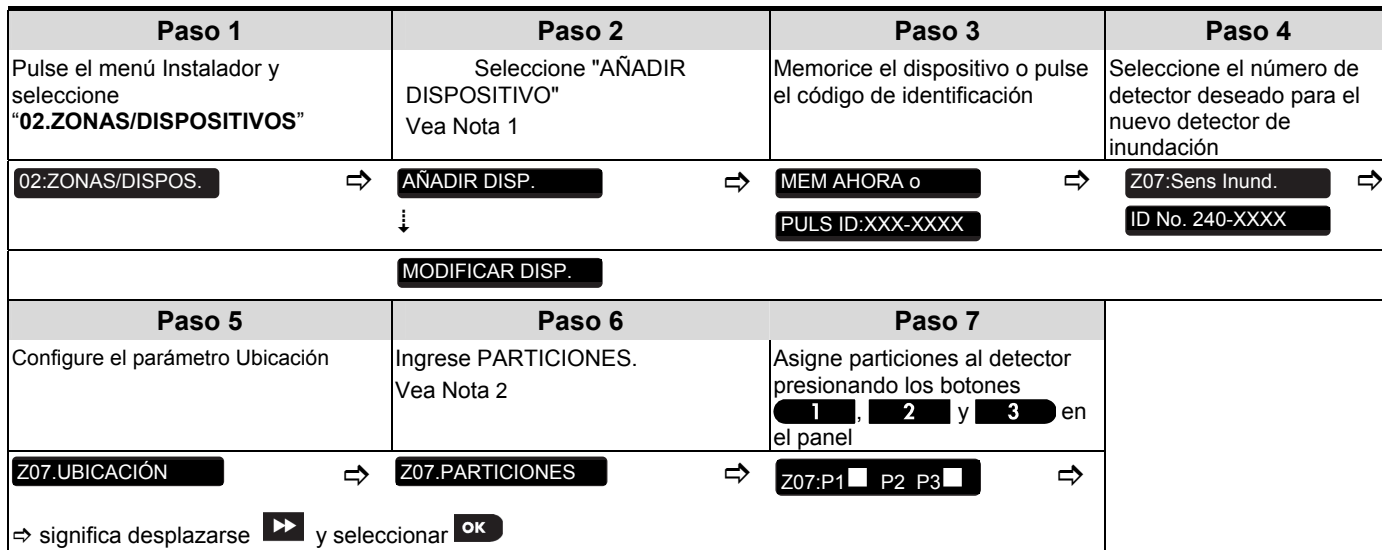 Paso 1
Paso 2
Paso 3
Paso 4
Pulse el menú Instalador y
seleccione
“02.ZONAS/DISPOSITIVOS”
Seleccione "AÑADIR
DISPOSITIVO"
Vea Nota 1
Memorice el dispositivo o pulse
el código de identificación
Seleccione el número de
detector deseado para el
nuevo detector de
inundación
02:ZONAS/DISPOS. ⇨
AÑADIR DISP. ⇨
MEM AHORA o ⇨
PULS ID:XXX-XXXX
Z07:Sens Inund. ⇨
ID No. 240-XXXX
MODIFICAR DISP.
Paso 5
Paso 6
Paso 7
Configure el parámetro Ubicación
Ingrese PARTICIONES.
Vea Nota 2
Asigne particiones al detector
presionando los botones
1 , 2 y 3 en
el panel
Z07.UBICACIÓN ⇨
Z07.PARTICIONES ⇨
Z07:P1■ P2 P3■ ⇨
⇨ significa desplazarse ▶▶ y seleccionar OK